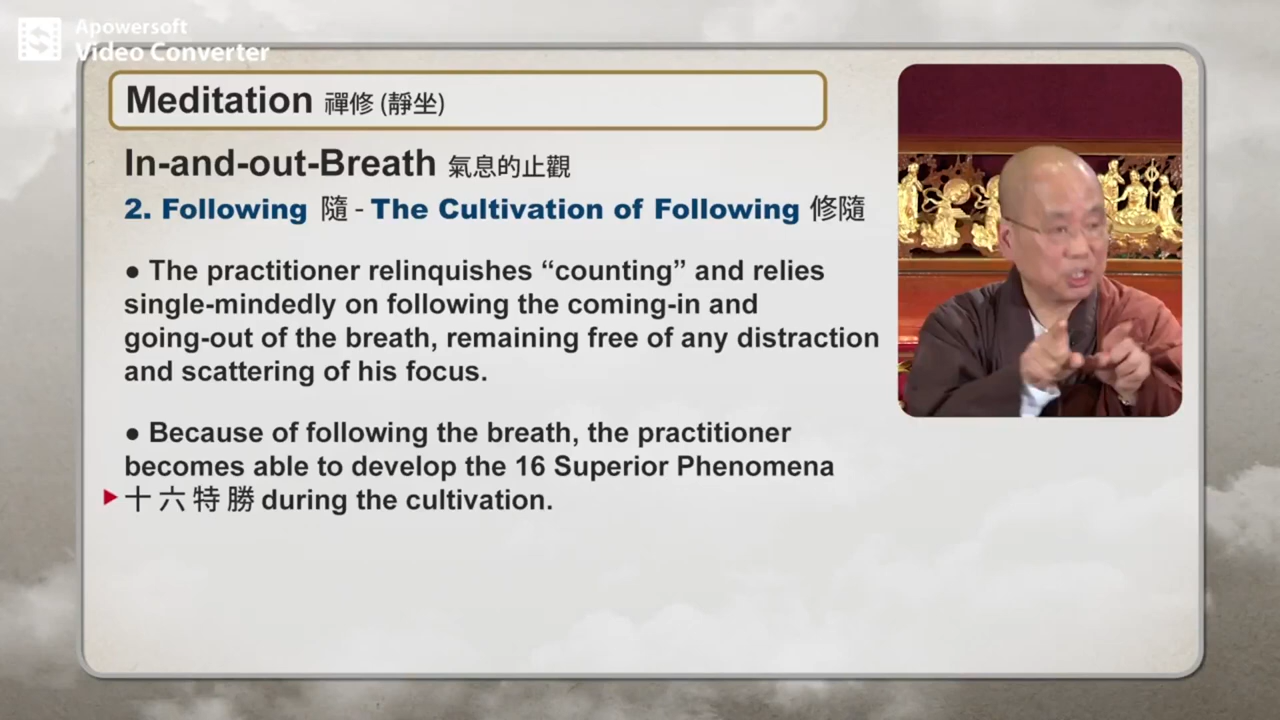 Apowersoft
Video Converter
Meditation 禪修 (靜坐)
In-and-out-Breath 氣息的止觀
2. Following 隨 - The Cultivation of Following 修隨
● The practitioner relinquishes “counting” and relies
single-mindedly on following the coming-in and
going-out of the breath, remaining free of any distraction
and scattering of his focus.
● Because of following the breath, the practitioner
becomes able to develop the 16 Superior Phenomena
十六特勝 during the cultivation.